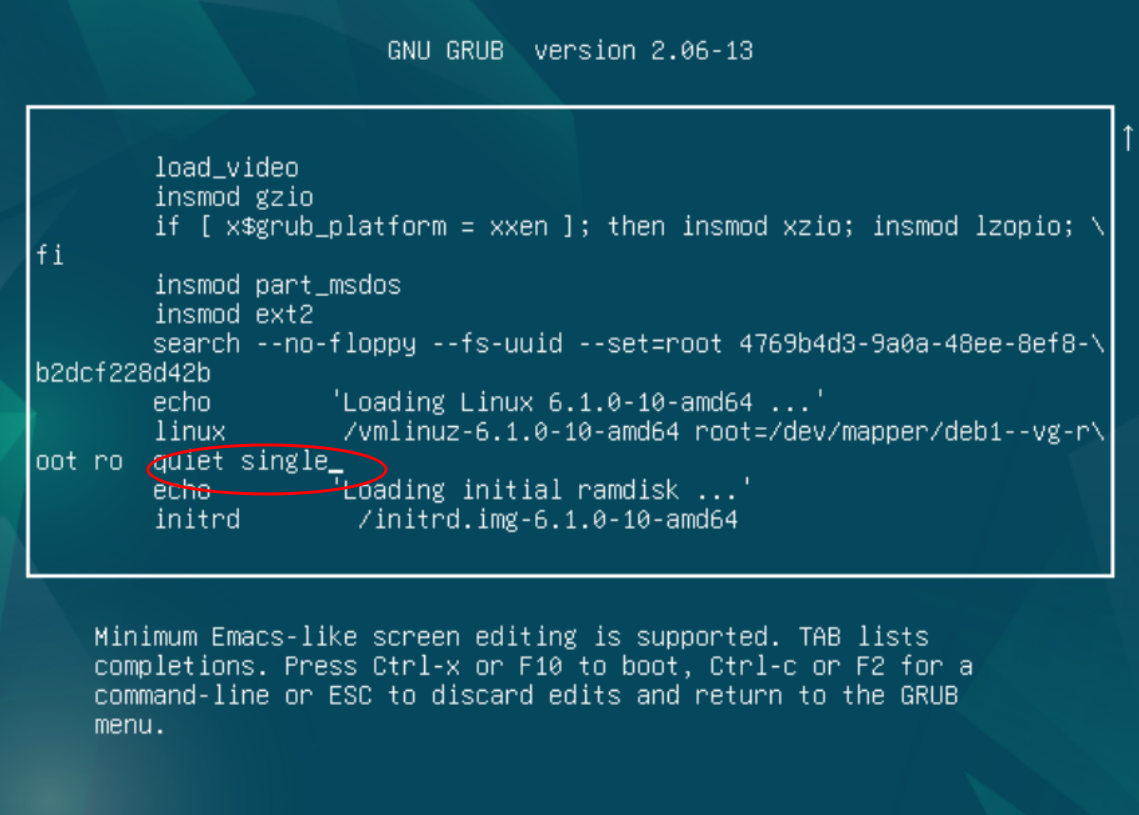 GNU GRUB version 2.06-13
↑
load_video
insmod gzio
if [ x$grub_platform = xxen ]; then insmod xzio; insmod lzopio; \
fi
insmod part_msdos
insmod ext2
search --no-floppy --fs-uuid --set=root 4769b4d3-9a0a-48ee-8ef8-\
b2dcf228d42b
echo 'Loading Linux 6.1.0-10-amd64 ...'
linux /vmlinuz-6.1.0-10-amd64 root=/dev/mapper/deb1--vg-r\
oot ro quiet single_
echo 'Loading initial ramdisk ...'
initrd /initrd.img-6.1.0-10-amd64
Minimum Emacs-like screen editing is supported. TAB lists
completions. Press Ctrl-x or F10 to boot, Ctrl-c or F2 for a
command-line or ESC to discard edits and return to the GRUB
menu.